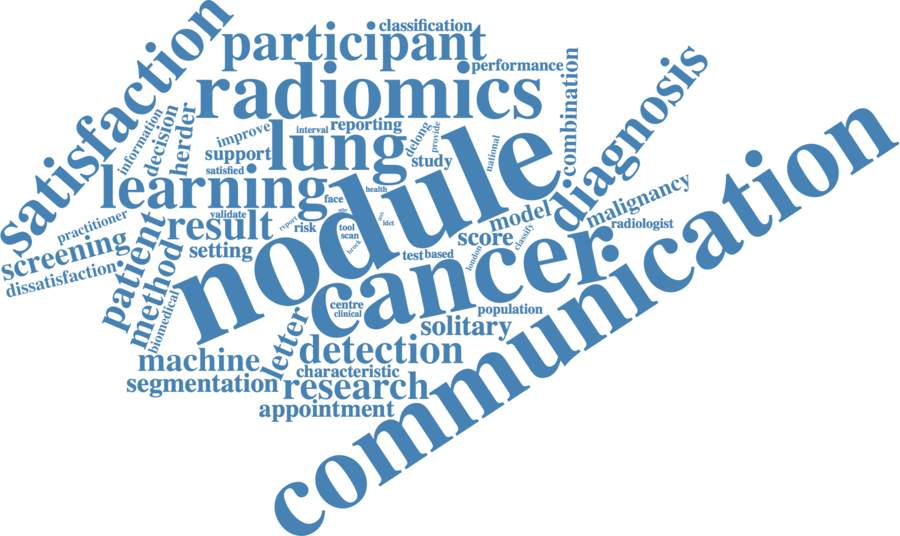 satisfaction
classification
participant
performance
radiomics
combination
diagnosis
information
decision
herder
improve
interval
reporting
delong
provide
national
support
lung
study
satisfied
learning
health
face
nodule
communication
practitioner
validate
result
report
risk
tool
scan
brock
ldct
model
malignancy
radiologist
screening
patient
method
setting
score
classify
dissatisfaction
test
based
london
cancer
biomedical
centre
clinical
population
letter
solitary
machine
detection
characteristic
segmentation
research
appointment